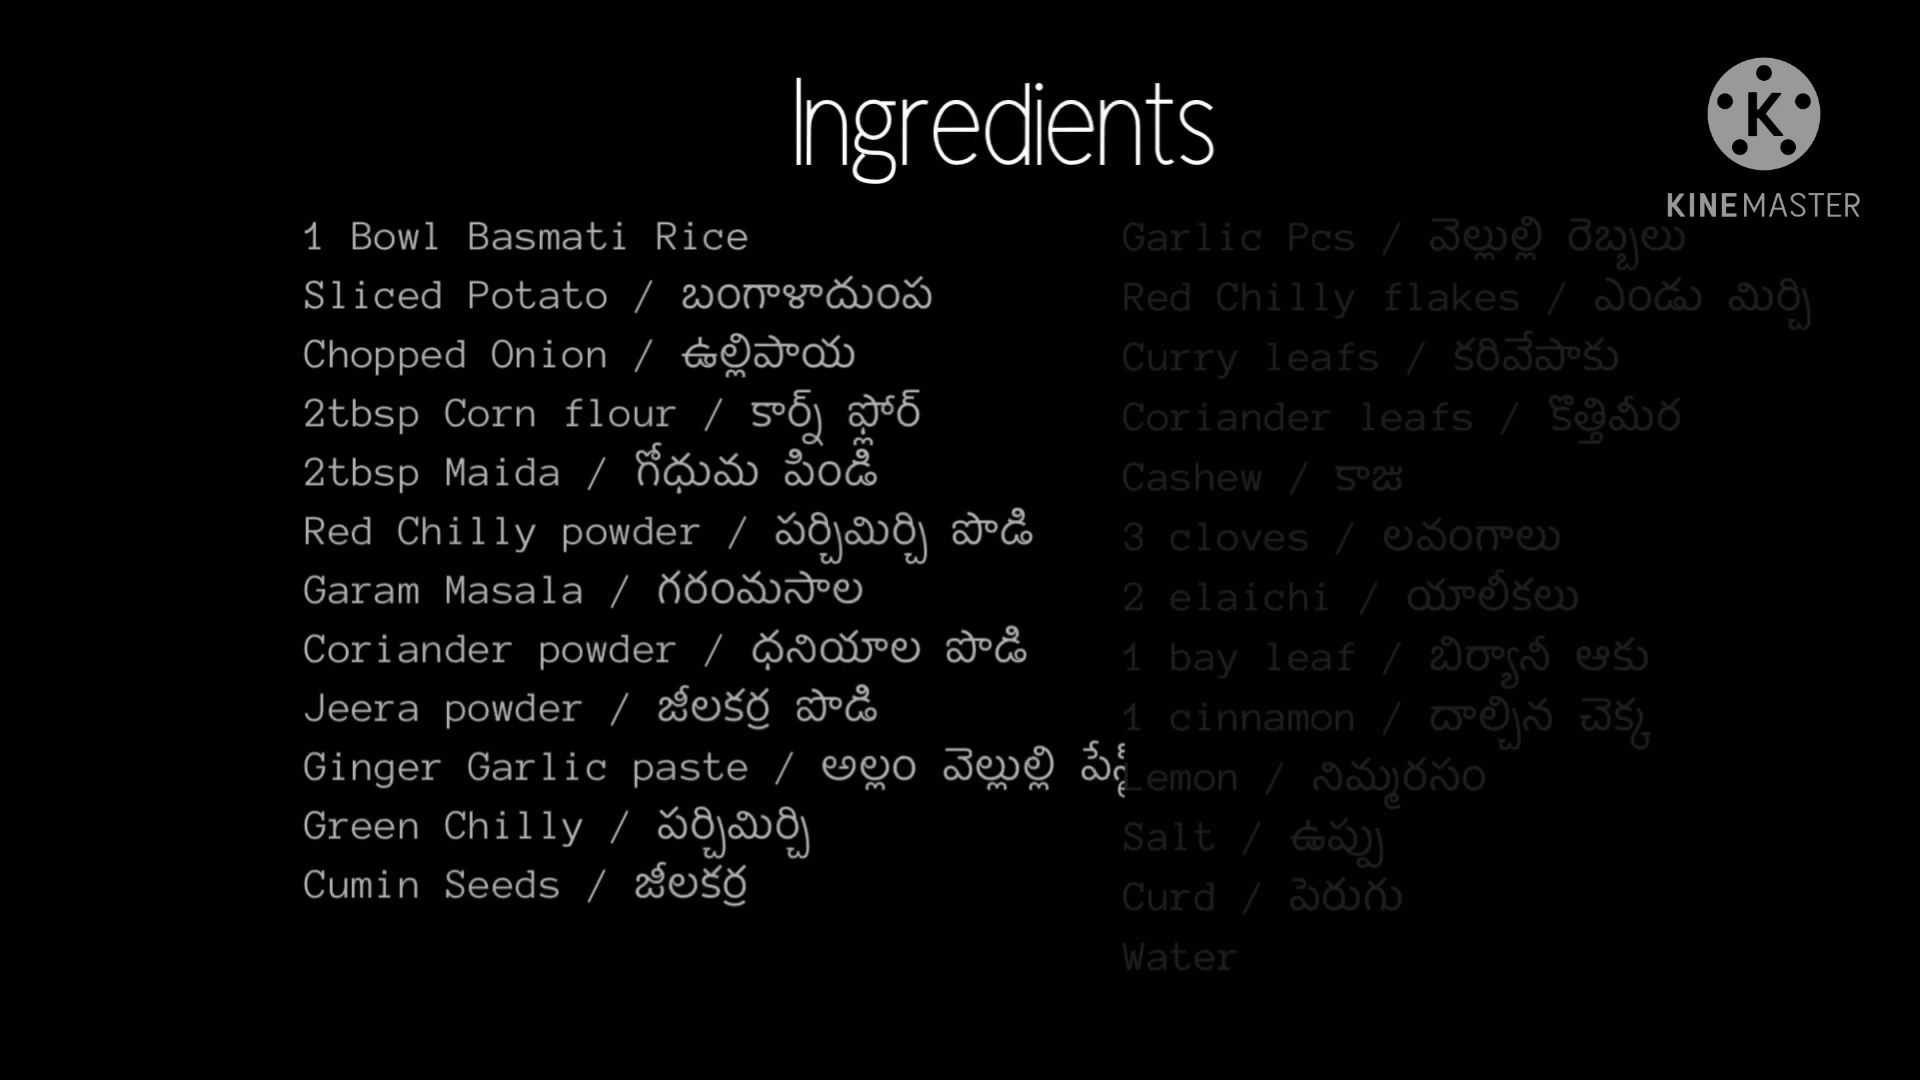 Ingredients
KINEMASTER
1 Bowl Basmati Rice
Sliced Potato / బంగాళాదుంప
Chopped Onion / ఉల్లిపాయ
2tbsp Corn flour / కార్న్ ఫ్లోర్
2tbsp Maida / గోధుమ పిండి
Red Chilly powder / పర్చిమిర్చి పొడి
Garam Masala / గరంమసాల
Coriander powder / ధనియాల పొడి
Jeera powder / జీలకర్ర పొడి
Ginger Garlic paste / అల్లం వెల్లుల్లి
Green Chilly / పర్చిమిర్చి
Cumin Seeds / జీలకర్ర
Garlic Pcs / వెల్లుల్లి రెబ్బలు
Red Chilly flakes / ఎండు మిర్చి
Curry leafs / కరివేపాకు
Coriander leafs / కొత్తిమీర
Cashew / కాజు
3 cloves / లవంగాలు
2 elaichi / యాలీకలు
1 bay leaf / బిర్యానీ ఆకు
1 cinnamon / దాల్చిన చెక్క
Lemon / నిమ్మరసం
Salt / ఉప్పు
Curd / పెరుగు
Water